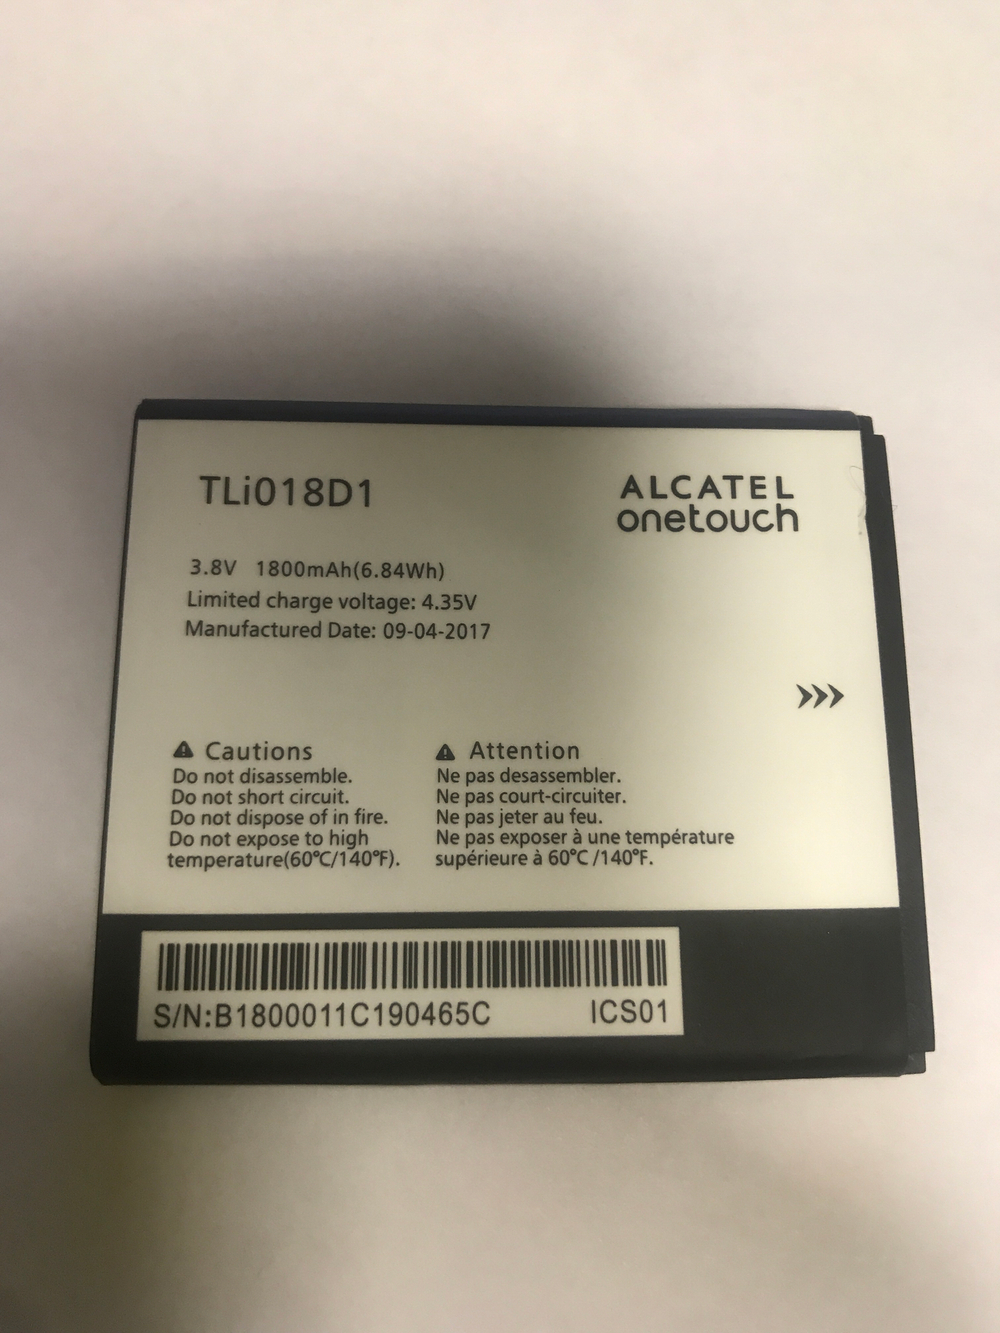 TLi018D1
ALCATEL
onetouch
3.8V 1800mAh(6.84Wh)
Limited charge voltage: 4.35V
Manufactured Date: 09-04-2017
Cautions
Do not disassemble.
Do not short circuit.
Do not dispose of in fire.
Do not expose to high
temperature(60°C/140°F).
Attention
Ne pas desassembler.
Ne pas court-circuiter.
Ne pas jeter au feu.
Ne pas exposer à une température
supérieure à 60°C /140°F.
S/N:B1800011C190465C ICS01